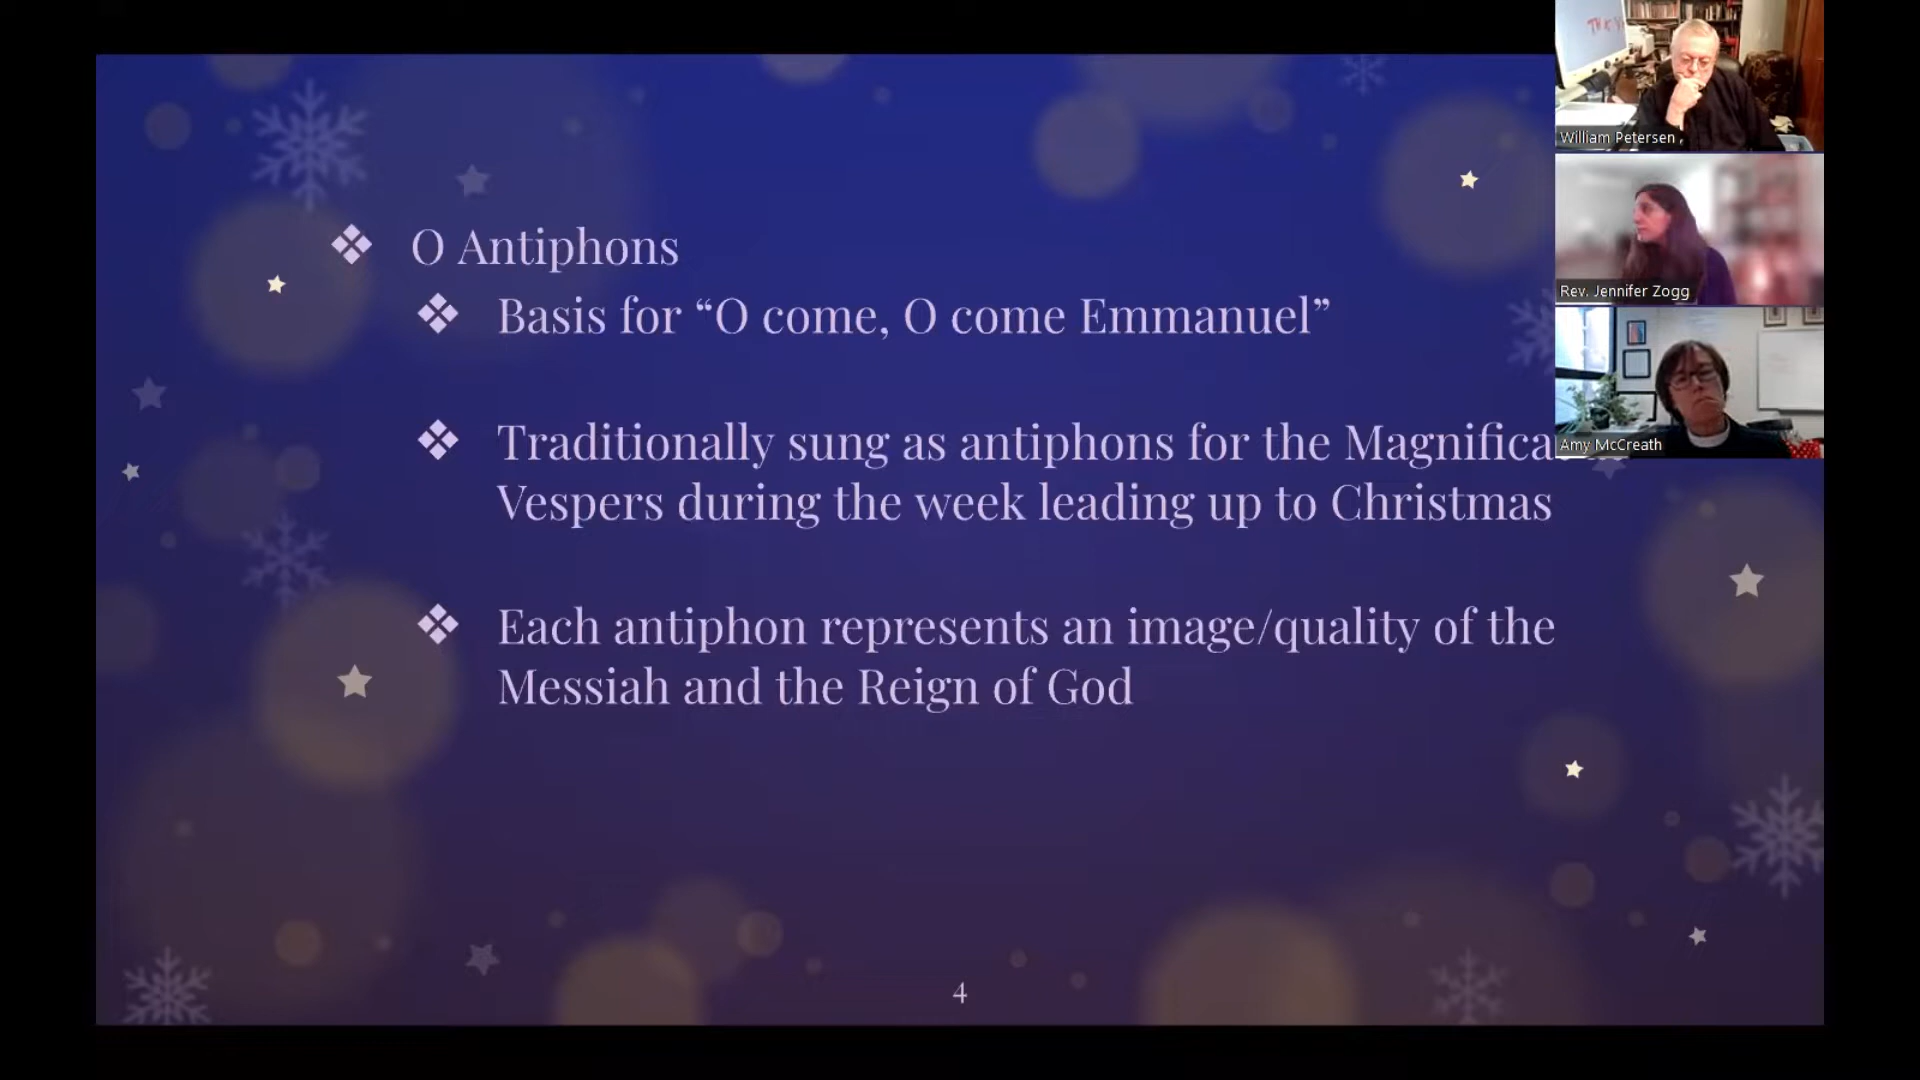 O Antiphons
Basis for “O come, O come Emmanuel”
Traditionally sung as antiphons for the Magnifica
Vespers during the week leading up to Christmas
Each antiphon represents an image/quality of the
Messiah and the Reign of God
4
William Petersen
Rev. Jennifer Zogg
Amy McCreath